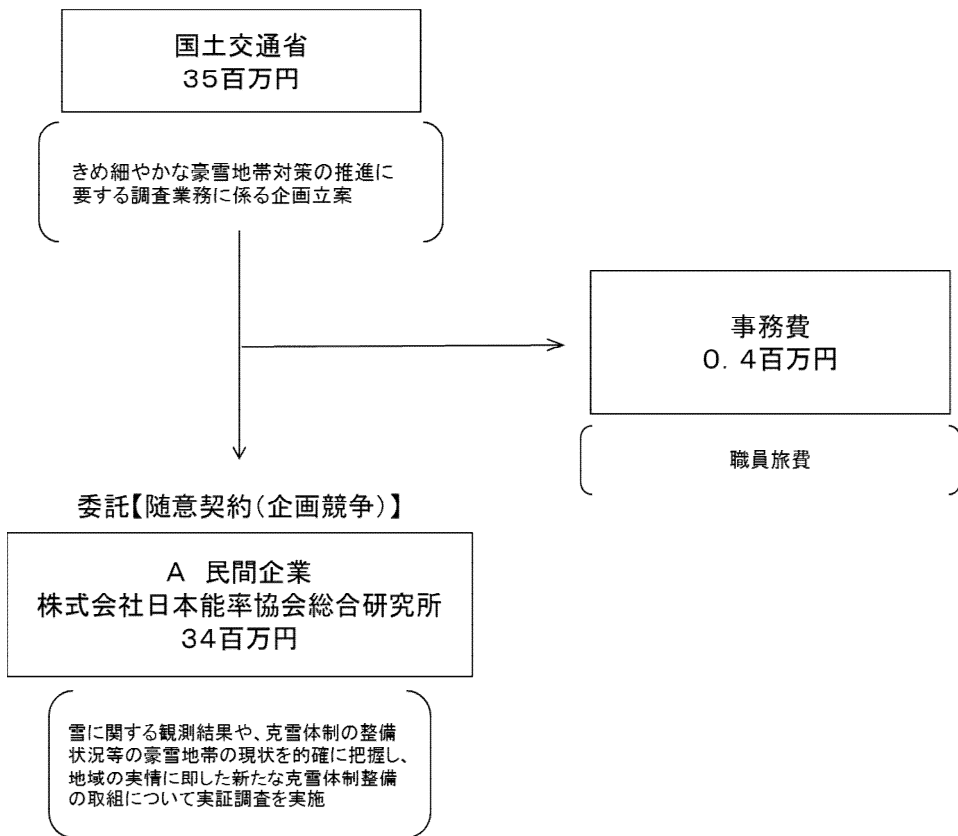 国土交通省
35百万円
きめ細やかな豪雪地帯対策の推進に
要する調査業務に係る企画立案
事務費
0.4百万円
職員旅費
委託【随意契約(企画競争)】
A 民間企業
株式会社日本能率協会総合研究所
34百万円
雪に関する観測結果や、克雪体制の整備
状況等の豪雪地帯の現状を的確に把握し、
地域の実情に即した新たな克雪体制整備
の取組について実証調査を実施